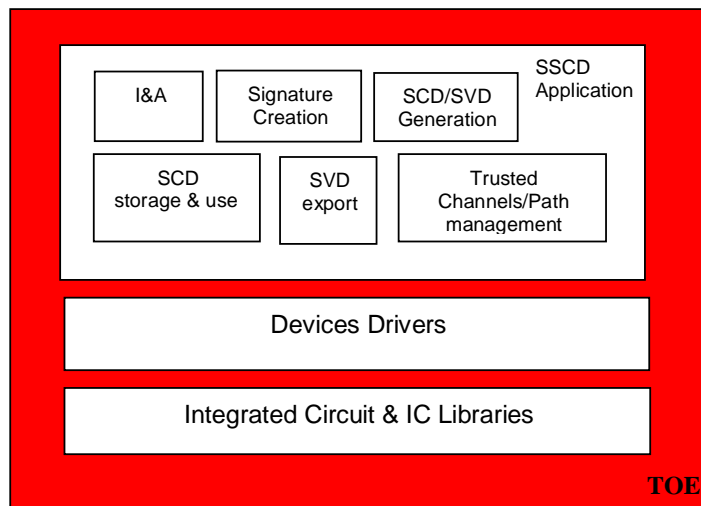 I&A
Signature
Creation
SCD/SVD
Generation
SSCD
Application
SCD
storage & use
SVD
export
Trusted
Channels/Path
management
Devices Drivers
Integrated Circuit & IC Libraries
TOE